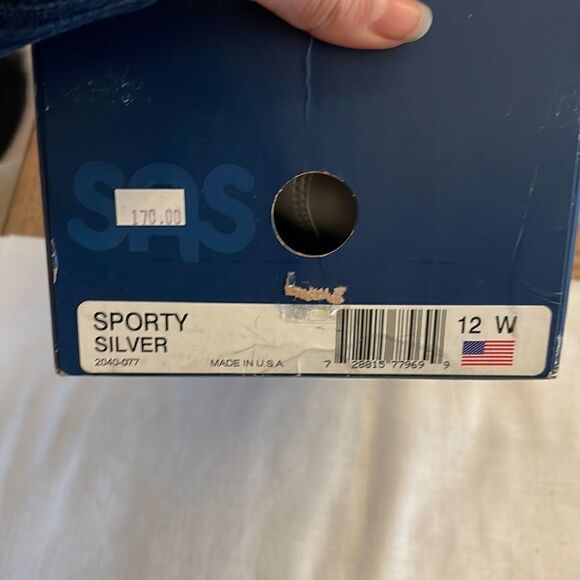 SAS
170.00
SPORTY
SILVER
2040-077
MADE IN U.S.A.
7 28815 77969 9
12 W